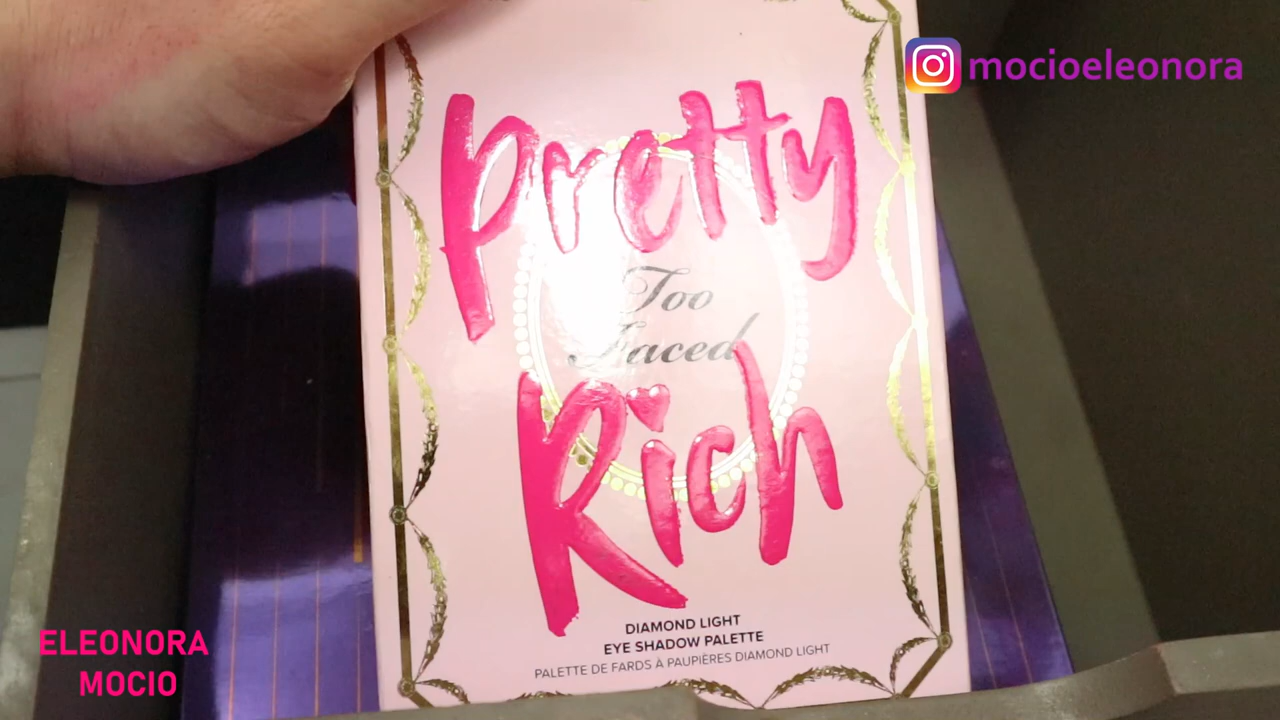 mocioeleonora
Pretty
Too
Faced
Rich
DIAMOND LIGHT
EYE SHADOW PALETTE
PALETTE DE FARDS À PAUPIÈRES DIAMOND LIGHT
ELEONORA
MOCIO